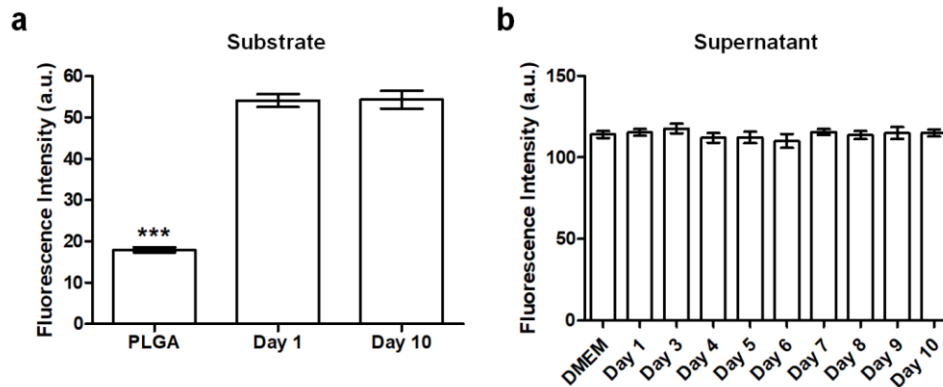 a
Substrate
Fluorescence Intensity (a.u.)
60
50
40
30
20
10
0
***
PLGA
Day 1
Day 10
b
Supernatant
Fluorescence Intensity (a.u.)
150
100
50
0
DMEM
Day 1
Day 3
Day 4
Day 5
Day 6
Day 7
Day 8
Day 9
Day 10